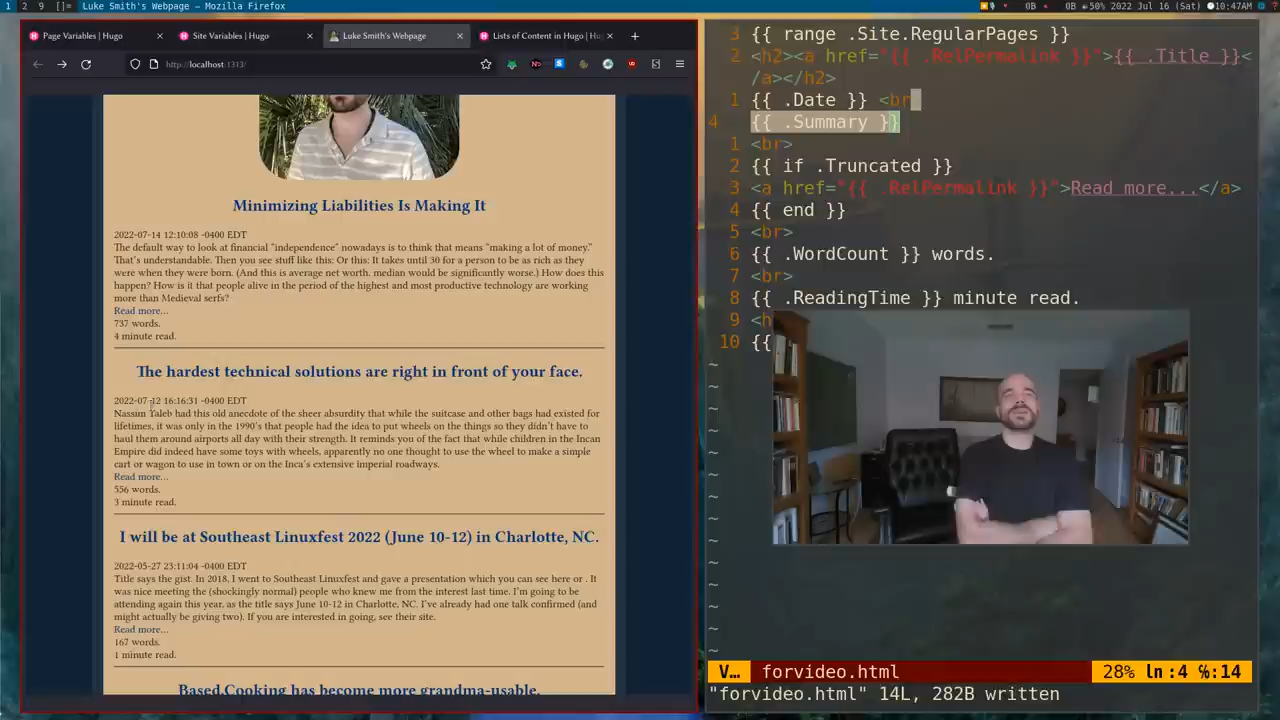 1 2 9 []= Luke Smith's Webpage — Mozilla Firefox 0B 0B 50% 2022 Jul 16 (Sat) 10:47AM
Page Variables | Hugo
Site Variables | Hugo
Luke Smith's Webpage
Lists of Content in Hugo | Hu
http://localhost:1313/
Minimizing Liabilities Is Making It
2022-07-14 12:10:08 -0400 EDT
The default way to look at financial "independence" nowadays is to think that means "making a lot of money."
That's understandable. Then you see stuff like this: Or this: It takes until 30 for a person to be as rich as they
were when they were born. (And this is average net worth. median would be significantly worse.) How does this
happen? How is it that people alive in the period of the highest and most productive technology are working
more than Medieval serfs?
Read more...
737 words.
4 minute read.
The hardest technical solutions are right in front of your face.
2022-07-12 16:16:31 -0400 EDT
Nassim Taleb had this old anecdote of the sheer absurdity that while the suitcase and other bags had existed for
lifetimes, it was only in the 1990's that people had the idea to put wheels on the things so they didn't have to
haul them around airports all day with their strength. It reminds you of the fact that while children in the Incan
Empire did indeed have some toys with wheels, apparently no one thought to use the wheel to make a simple
cart or wagon to use in town or on the Inca's extensive imperial roadways.
Read more...
556 words.
3 minute read.
I will be at Southeast Linuxfest 2022 (June 10-12) in Charlotte, NC.
2022-05-27 23:11:04 -0400 EDT
Title says the gist. In 2018, I went to Southeast Linuxfest and gave a presentation which you can see here or . It
was nice meeting the (shockingly normal) people who knew me from the interest last time. I'm going to be
attending again this year, as the title says June 10-12 in Charlotte, NC. I've already had one talk confirmed (and
might actually be giving two). If you are interested in going, see their site.
Read more...
167 words.
1 minute read.
Based.Cooking has become more grandma-usable.
3 {{ range .Site.RegularPages }}
2 <h2><a href="{{ .RelPermalink }}">{{ .Title }}<
/a></h2>
1 {{ .Date }} <br
4 {{ .Summary }}
1 <br>
2 {{ if .Truncated }}
3 <a href="{{ .RelPermalink }}">Read more...</a>
4 {{ end }}
5 <br>
6 {{ .WordCount }} words.
7 <br>
8 {{ .ReadingTime }} minute read.
9 <h
10 {{
~
~
~
~
~
~
~
~
~
~
~
~
~
~
V... forvideo.html 28% ln:4 ℅:14
"forvideo.html" 14L, 282B written